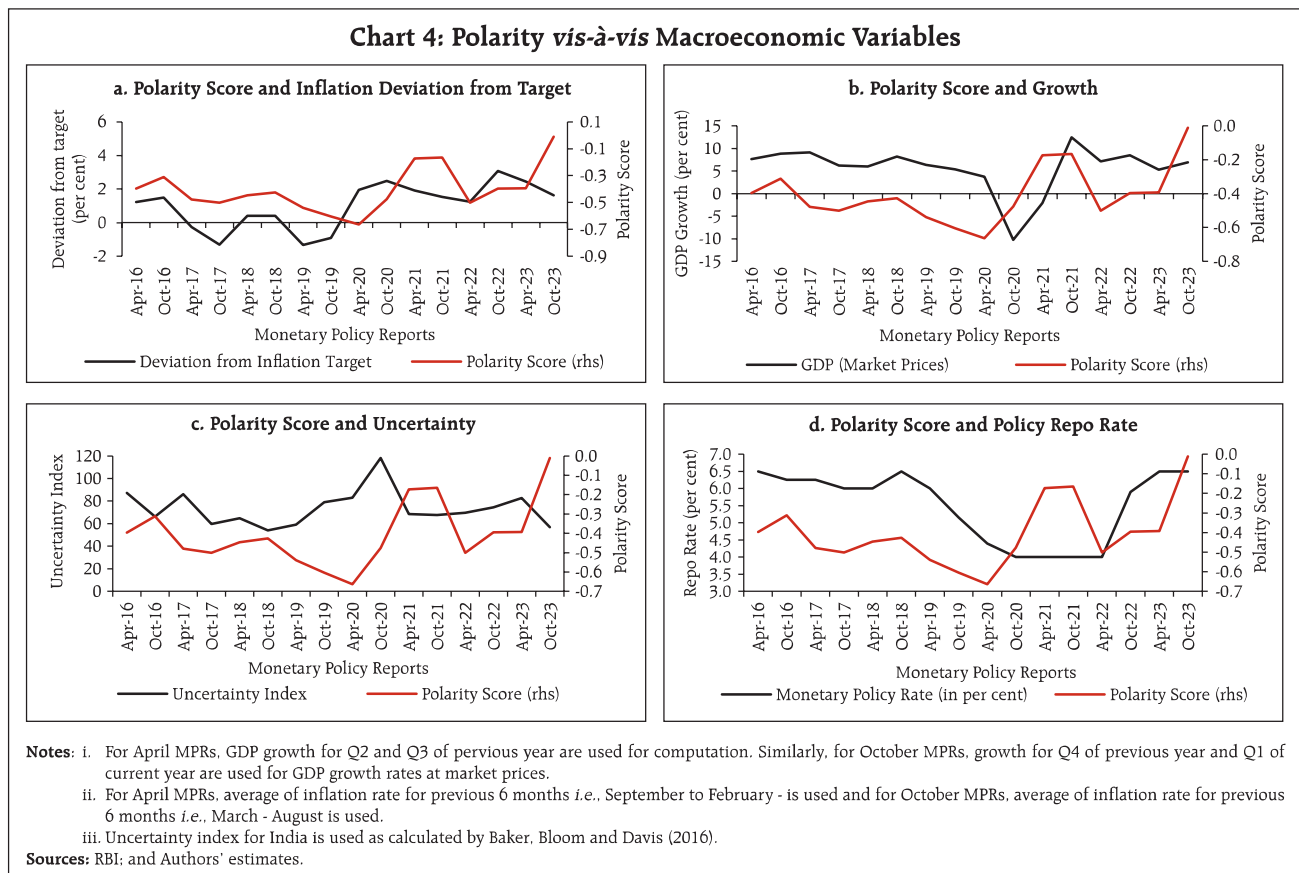 Chart 4: Polarity vis-à-vis Macroeconomic Variables
a. Polarity Score and Inflation Deviation from Target
Deviation from target
(per cent)
6
4
2
0
-2
0.1
-0.1
-0.3
-0.5
-0.7
-0.9
Polarity Score
Apr-16
Oct-16
Apr-17
Oct-17
Apr-18
Oct-18
Apr-19
Oct-19
Apr-20
Oct-20
Apr-21
Oct-21
Apr-22
Oct-22
Apr-23
Oct-23
Monetary Policy Reports
Deviation from Inflation Target Polarity Score (rhs)
b. Polarity Score and Growth
GDP Growth (per cent)
15
10
5
0
-5
-10
-15
0.0
-0.2
-0.4
-0.6
-0.8
Polarity Score
Apr-16
Oct-16
Apr-17
Oct-17
Apr-18
Oct-18
Apr-19
Oct-19
Apr-20
Oct-20
Apr-21
Oct-21
Apr-22
Oct-22
Apr-23
Oct-23
Monetary Policy Reports
GDP (Market Prices) Polarity Score (rhs)
c. Polarity Score and Uncertainty
Uncertainty Index
120
100
80
60
40
20
0
0.0
-0.1
-0.2
-0.3
-0.4
-0.5
-0.6
-0.7
Polarity Score
Apr-16
Oct-16
Apr-17
Oct-17
Apr-18
Oct-18
Apr-19
Oct-19
Apr-20
Oct-20
Apr-21
Oct-21
Apr-22
Oct-22
Apr-23
Oct-23
Monetary Policy Reports
Uncertainty Index Polarity Score (rhs)
d. Polarity Score and Policy Repo Rate
Repo Rate (per cent)
7.0
6.5
6.0
5.5
5.0
4.5
4.0
3.5
3.0
0.0
-0.1
-0.2
-0.3
-0.4
-0.5
-0.6
-0.7
Polarity Score
Apr-16
Oct-16
Apr-17
Oct-17
Apr-18
Oct-18
Apr-19
Oct-19
Apr-20
Oct-20
Apr-21
Oct-21
Apr-22
Oct-22
Apr-23
Oct-23
Monetary Policy Reports
Monetary Policy Rate (in per cent) Polarity Score (rhs)
Notes: i. For April MPRs, GDP growth for Q2 and Q3 of pervious year are used for computation. Similarly, for October MPRs, growth for Q4 of previous year and Q1 of
current year are used for GDP growth rates at market prices.
ii. For April MPRs, average of inflation rate for previous 6 months i.e., September to February - is used and for October MPRs, average of inflation rate for previous
6 months i.e., March - August is used.
iii. Uncertainty index for India is used as calculated by Baker, Bloom and Davis (2016).
Sources: RBI; and Authors' estimates.